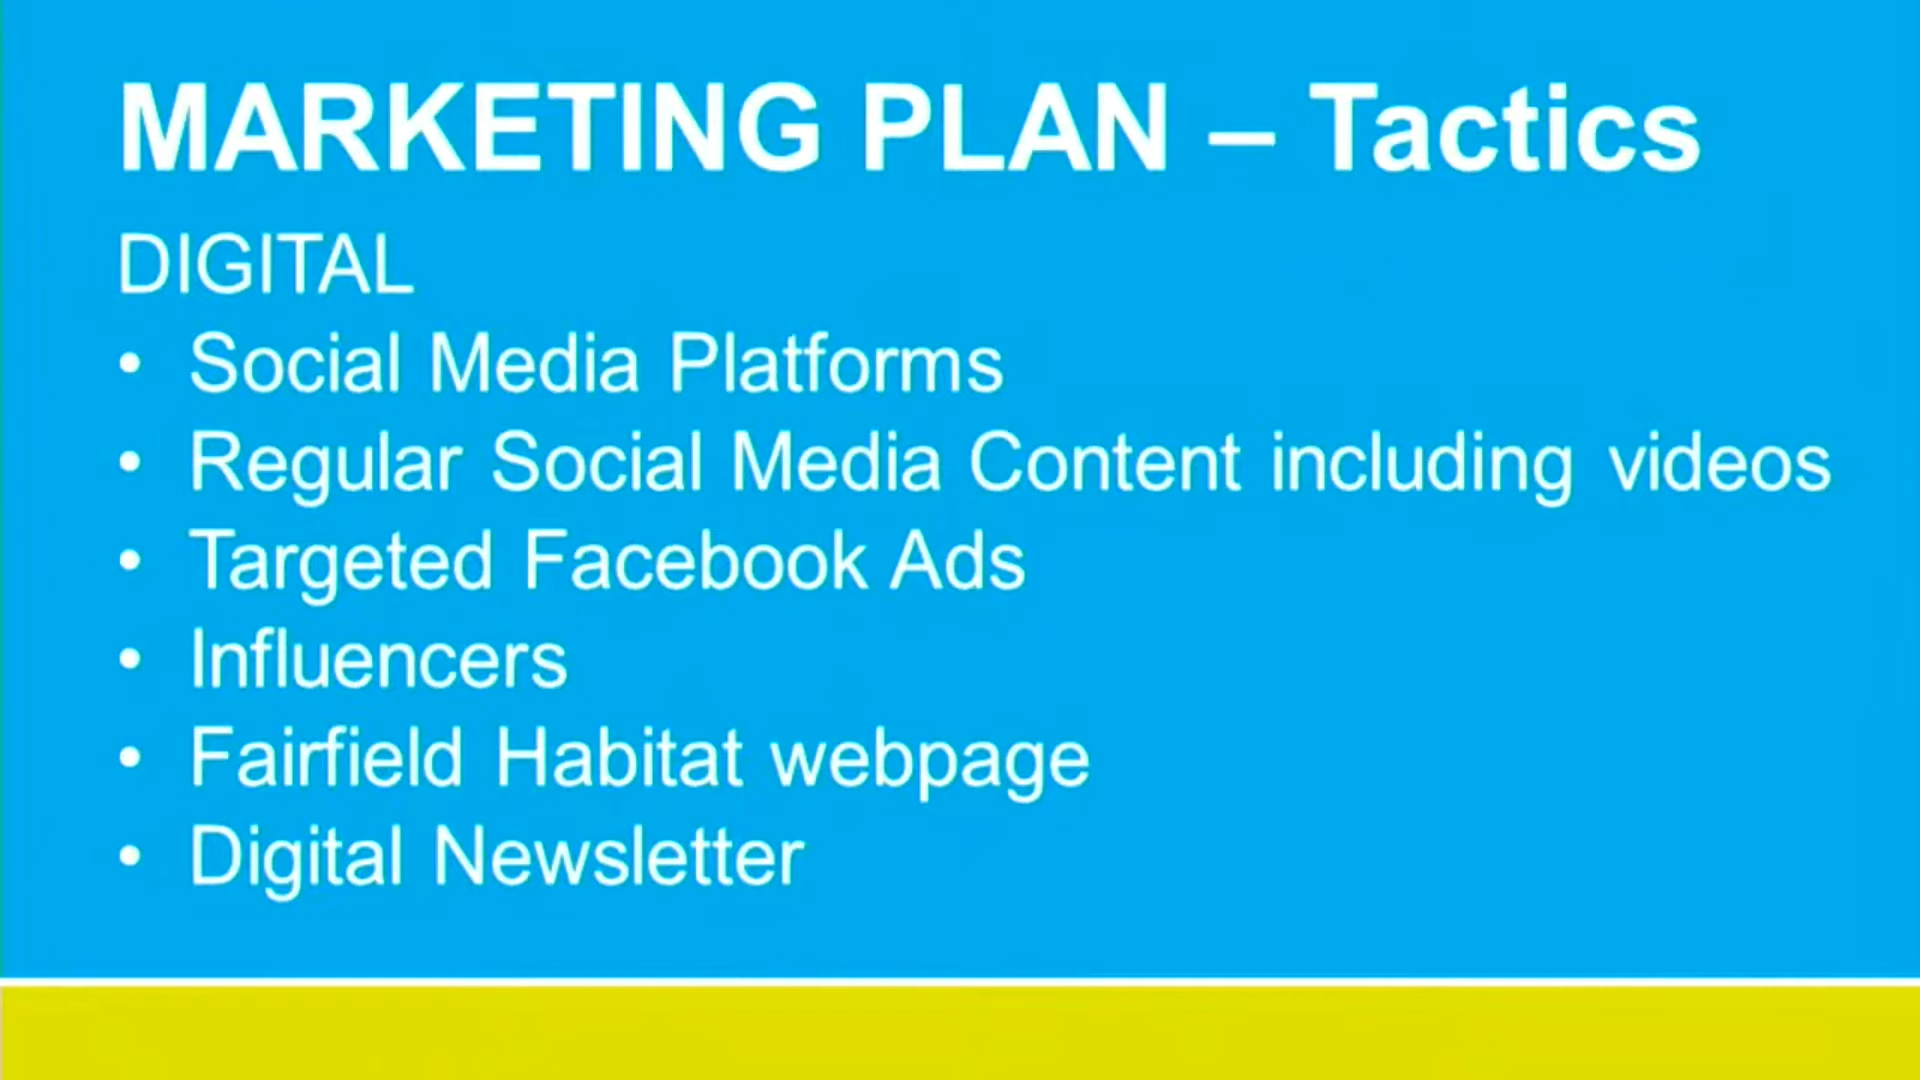 MARKETING PLAN – Tactics
DIGITAL
• Social Media Platforms
• Regular Social Media Content including videos
• Targeted Facebook Ads
• Influencers
• Fairfield Habitat webpage
• Digital Newsletter